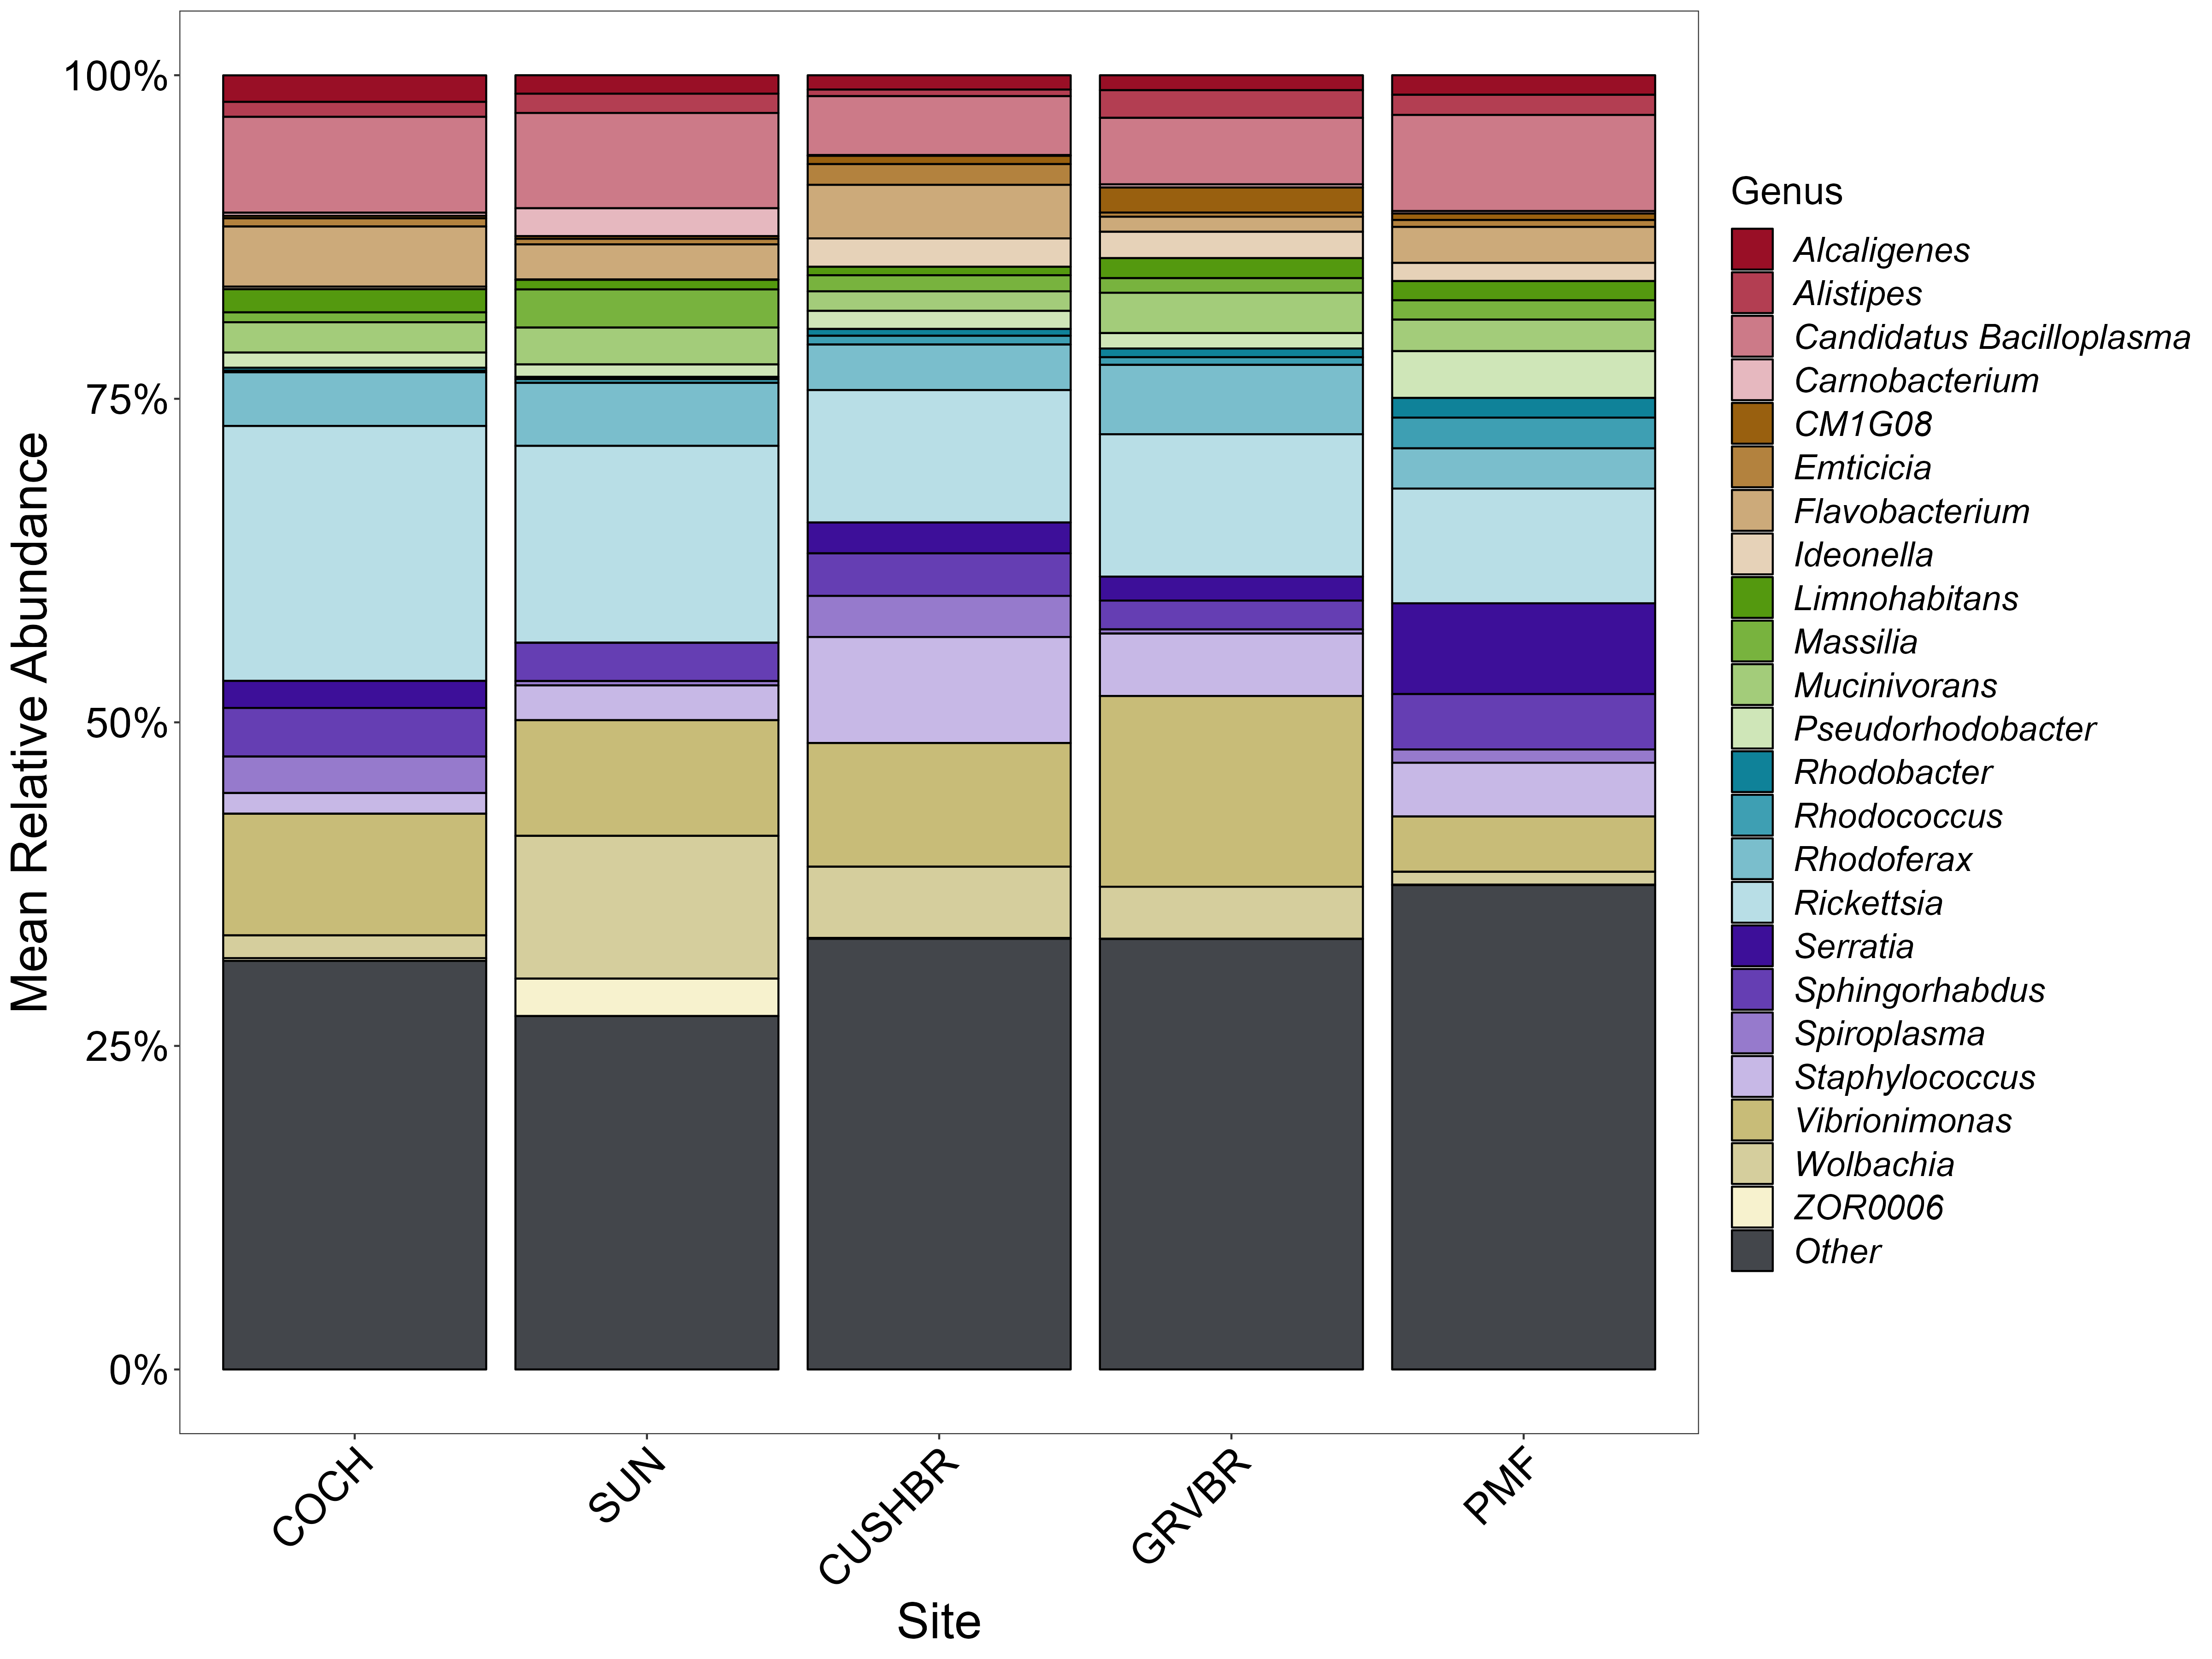 Mean Relative Abundance
100%
75%
50%
25%
0%
COCH
SUN
CUSHBR
GRVBR
PMF
Site
Genus
Alcaligenes
Alistipes
Candidatus Bacilloplasma
Carnobacterium
CM1G08
Emticicia
Flavobacterium
Ideonella
Limnohabitans
Massilia
Mucinivorans
Pseudorhodobacter
Rhodobacter
Rhodococcus
Rhodoferax
Rickettsia
Serratia
Sphingorhabdus
Spiroplasma
Staphylococcus
Vibrionimonas
Wolbachia
ZOR0006
Other